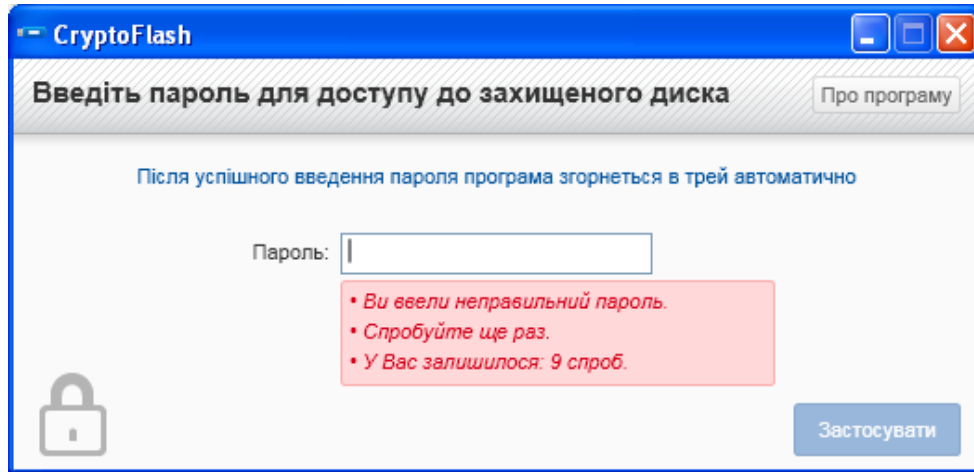 CryptoFlash
Введіть пароль для доступу до захищеного диска
Про програму
Після успішного введення пароля програма згорнеться в трей автоматично
Пароль:
• Ви ввели неправильний пароль.
• Спробуйте ще раз.
• У Вас залишилося: 9 спроб.
Застосувати